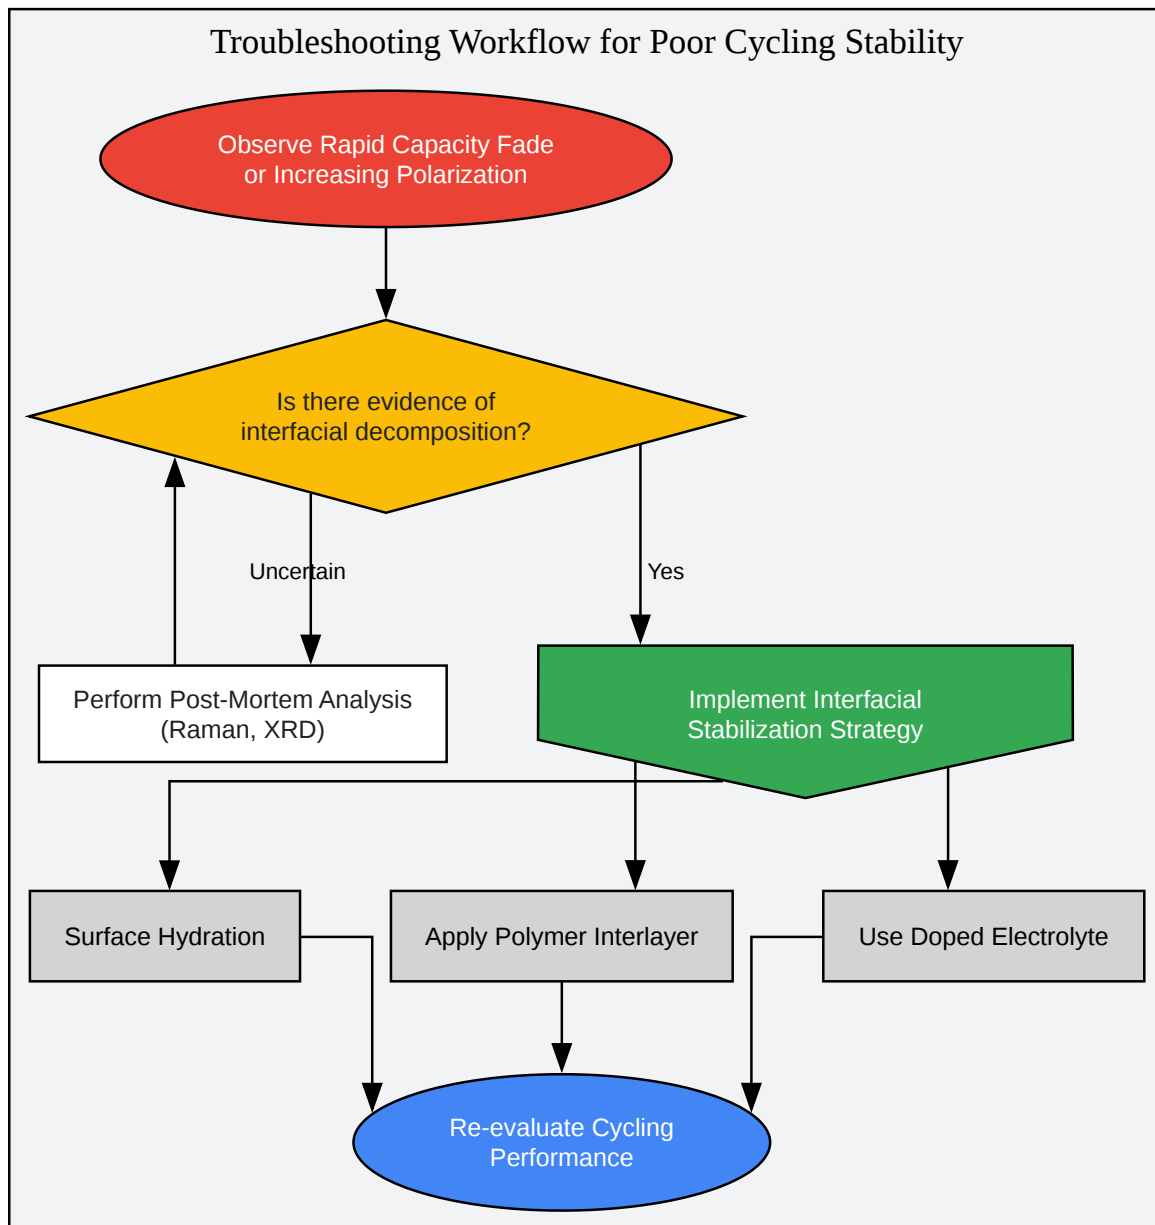 Troubleshooting Workflow for Poor Cycling Stability
Observe Rapid Capacity Fade
or Increasing Polarization
Is there evidence of
interfacial decomposition?
Uncertain
Yes
Perform Post-Mortem Analysis
(Raman, XRD)
Implement Interfacial
Stabilization Strategy
Surface Hydration
Apply Polymer Interlayer
Use Doped Electrolyte
Re-evaluate Cycling
Performance